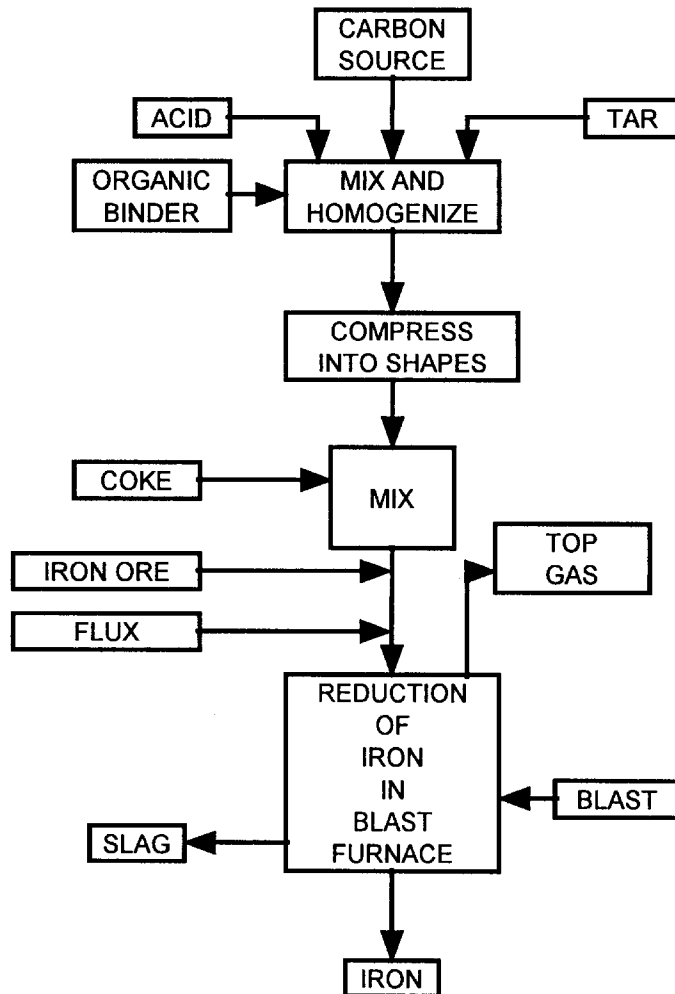 CARBON
SOURCE
ACID
TAR
ORGANIC
BINDER
MIX AND
HOMOGENIZE
COMPRESS
INTO SHAPES
COKE
MIX
TOP
GAS
IRON ORE
FLUX
REDUCTION
OF
IRON
IN
BLAST
FURNACE
BLAST
SLAG
IRON